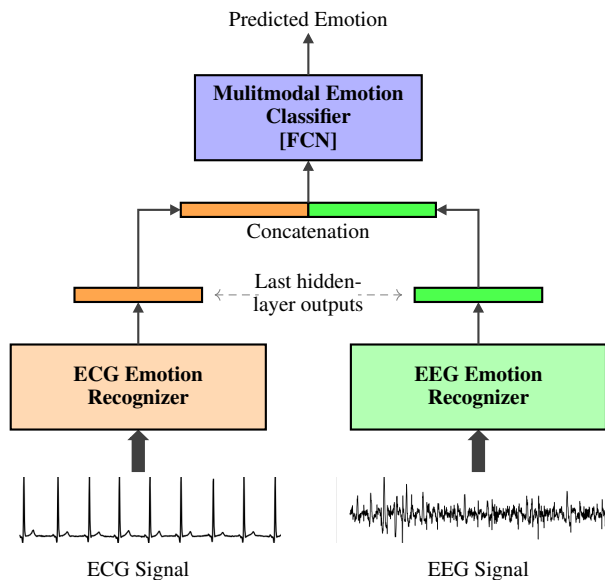 Predicted Emotion
Mulitmodal Emotion
Classifier
[FCN]
Concatenation
Last hidden-
layer outputs
ECG Emotion
Recognizer
EEG Emotion
Recognizer
ECG Signal
EEG Signal